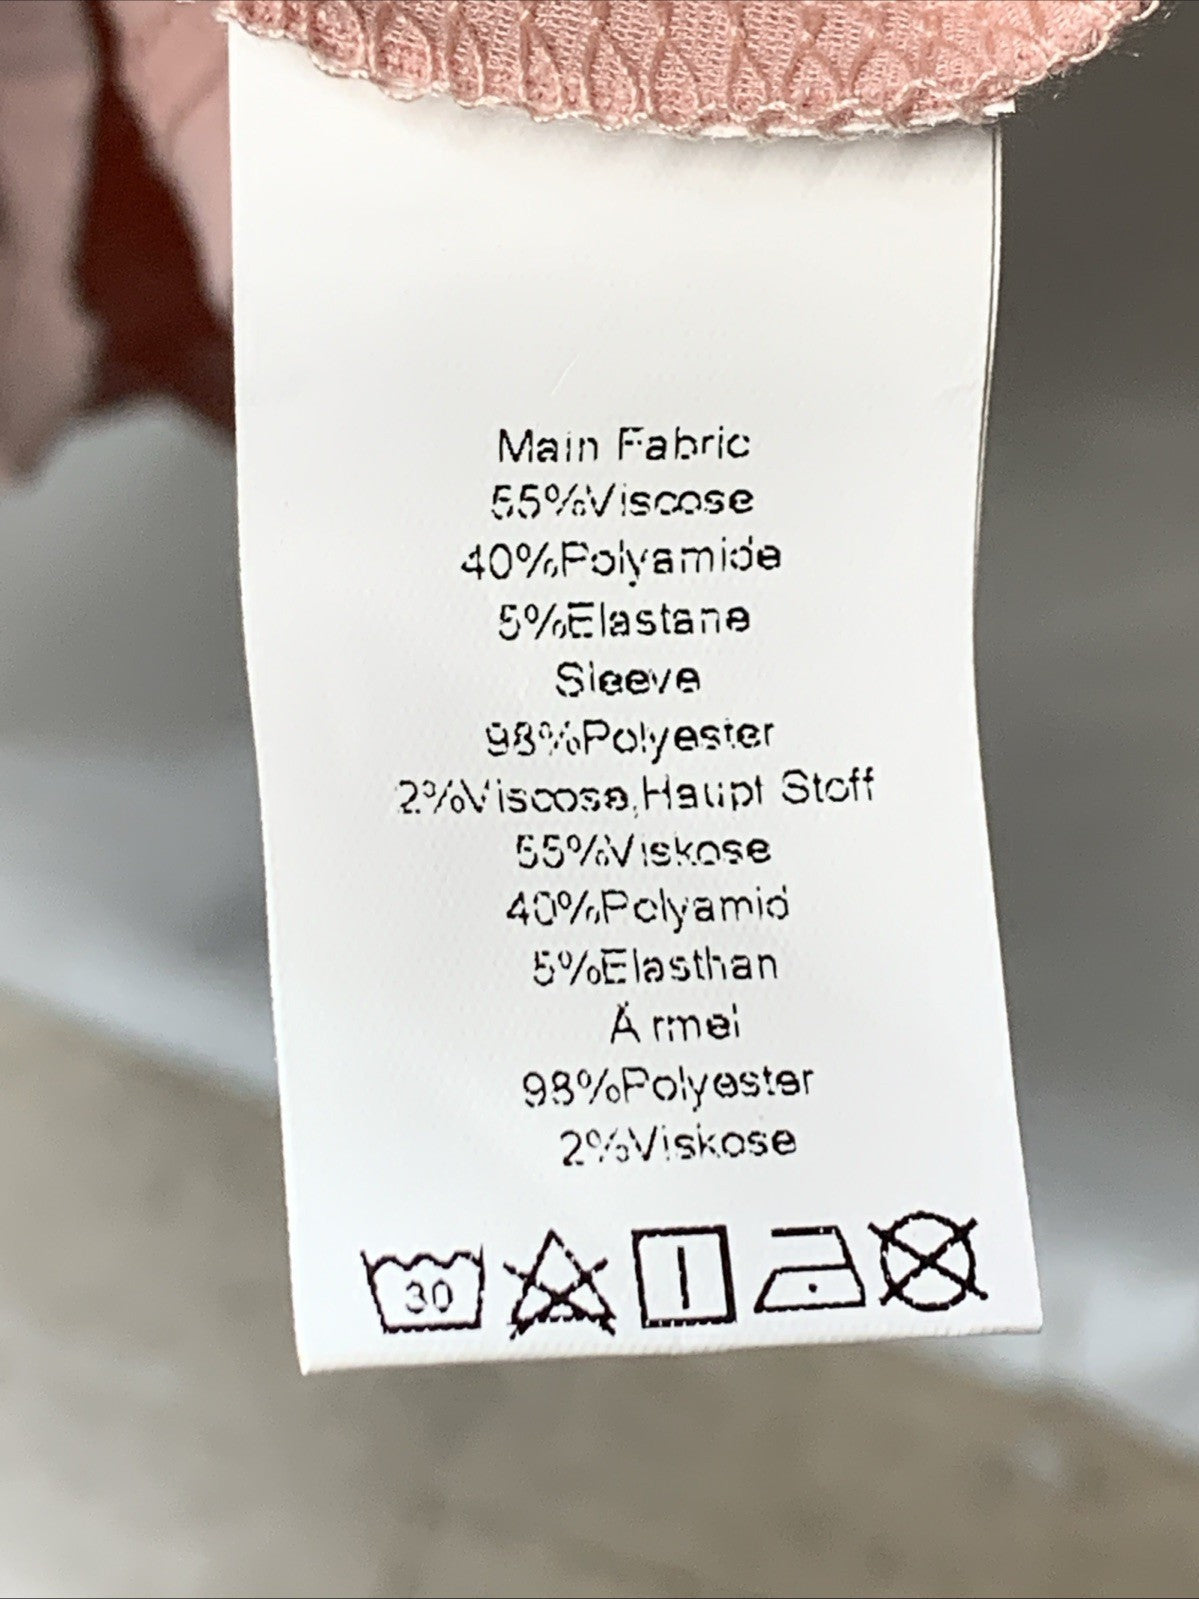 Main Fabric
55%Viscose
40%Polyamide
5%Elastane
Sleeve
98%Polyester
2%Viscose,Haupt Stoff
55%Viskose
40%Polyamid
5%Elasthan
Ä rmel
98%Polyester
2%Viskose
30